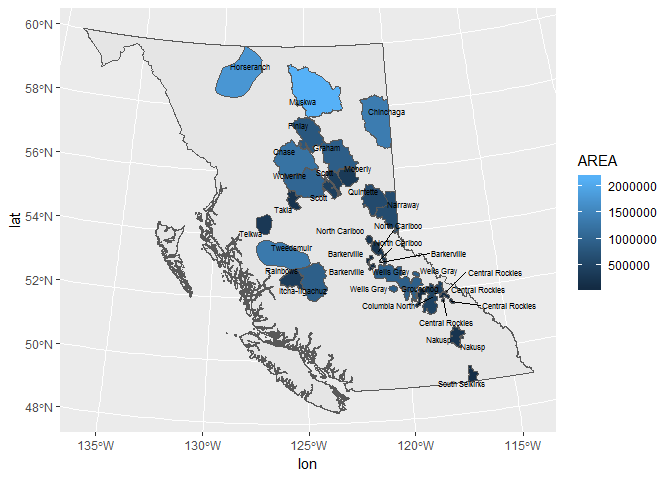 60°N
58°N
56°N
54°N
52°N
50°N
48°N
lat
Horseranch
Muskwa
Chinchaga
Finlay
Graham
Chase
Scott
Moberly
Wolverine
Quintette
Scott
Narraway
Takla
North Cariboo
Telkwa
North Cariboo
North Cariboo
Tweedsmuir
Barkerville
Barkerville
Rainbows
Barkerville
Wells Gray
Wells Gray
Central Rockies
Itcha-Ilgachuz
Wells Gray
Groundhog
Central Rockies
Columbia North
Central Rockies
Central Rockies
Nakusp
Nakusp
South Selkirks
135°W
130°W
125°W
120°W
115°W
lon
AREA
2000000
1500000
1000000
500000